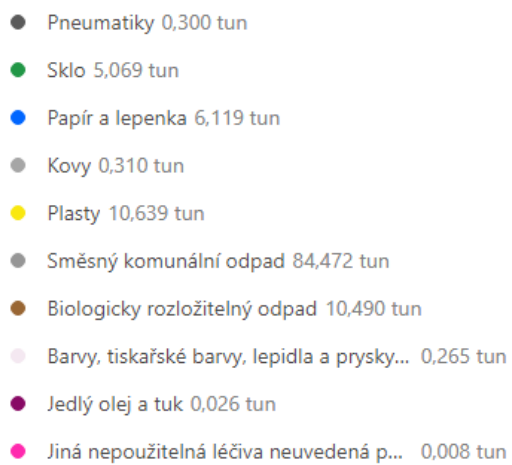 Pneumatiky 0,300 tun
Sklo 5,069 tun
Papír a lepenka 6,119 tun
Kovy 0,310 tun
Plasty 10,639 tun
Směsný komunální odpad 84,472 tun
Biologicky rozložitelný odpad 10,490 tun
Barvy, tiskařské barvy, lepidla a prysky... 0,265 tun
Jedlý olej a tuk 0,026 tun
Jiná nepoužitelná léčiva neuvedená p... 0,008 tun